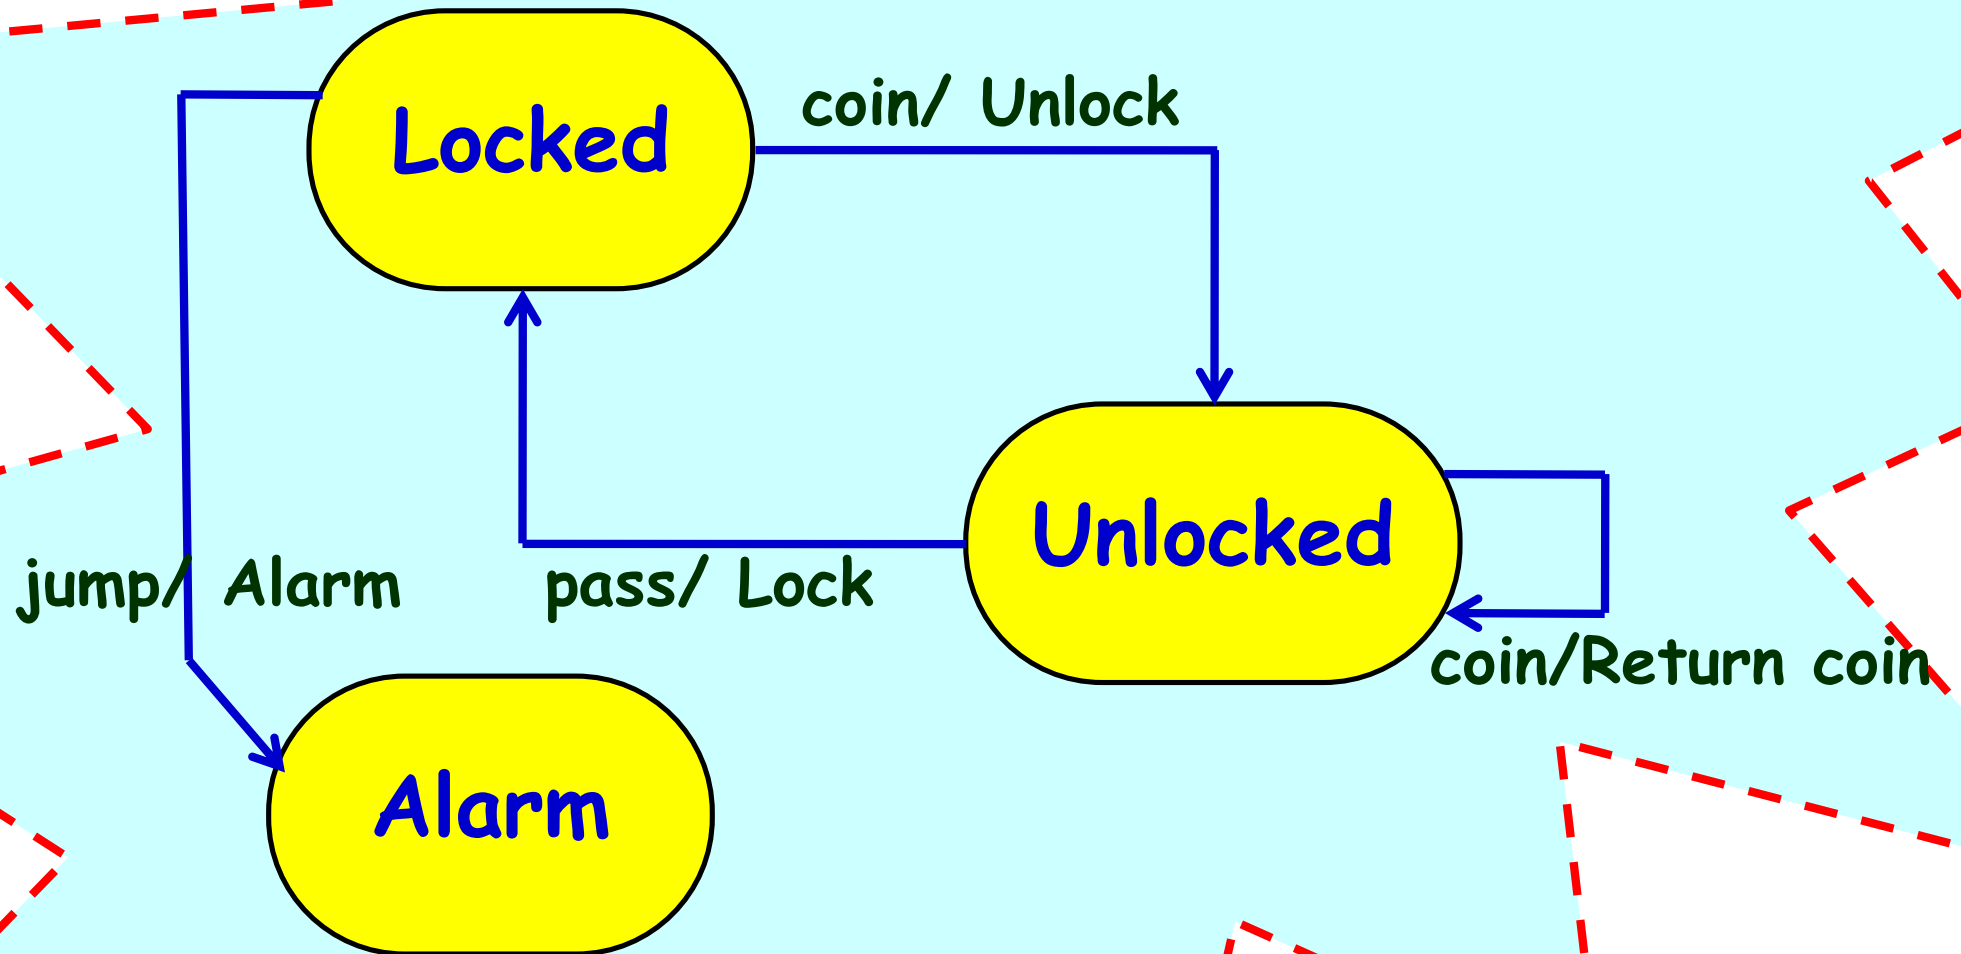 coin/ Unlock
Locked
Unlocked
jump/ Alarm
pass/ Lock
coin/Return coin
Alarm